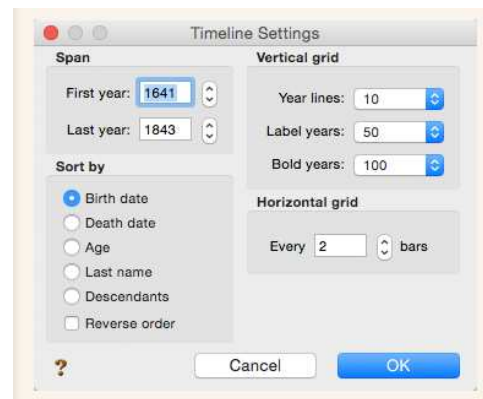 Timeline Settings
Span
First year: 1641
Last year: 1843
Sort by
Birth date
Death date
Age
Last name
Descendants
Reverse order
Vertical grid
Year lines: 10
Label years: 50
Bold years: 100
Horizontal grid
Every 2 bars
?
Cancel
OK